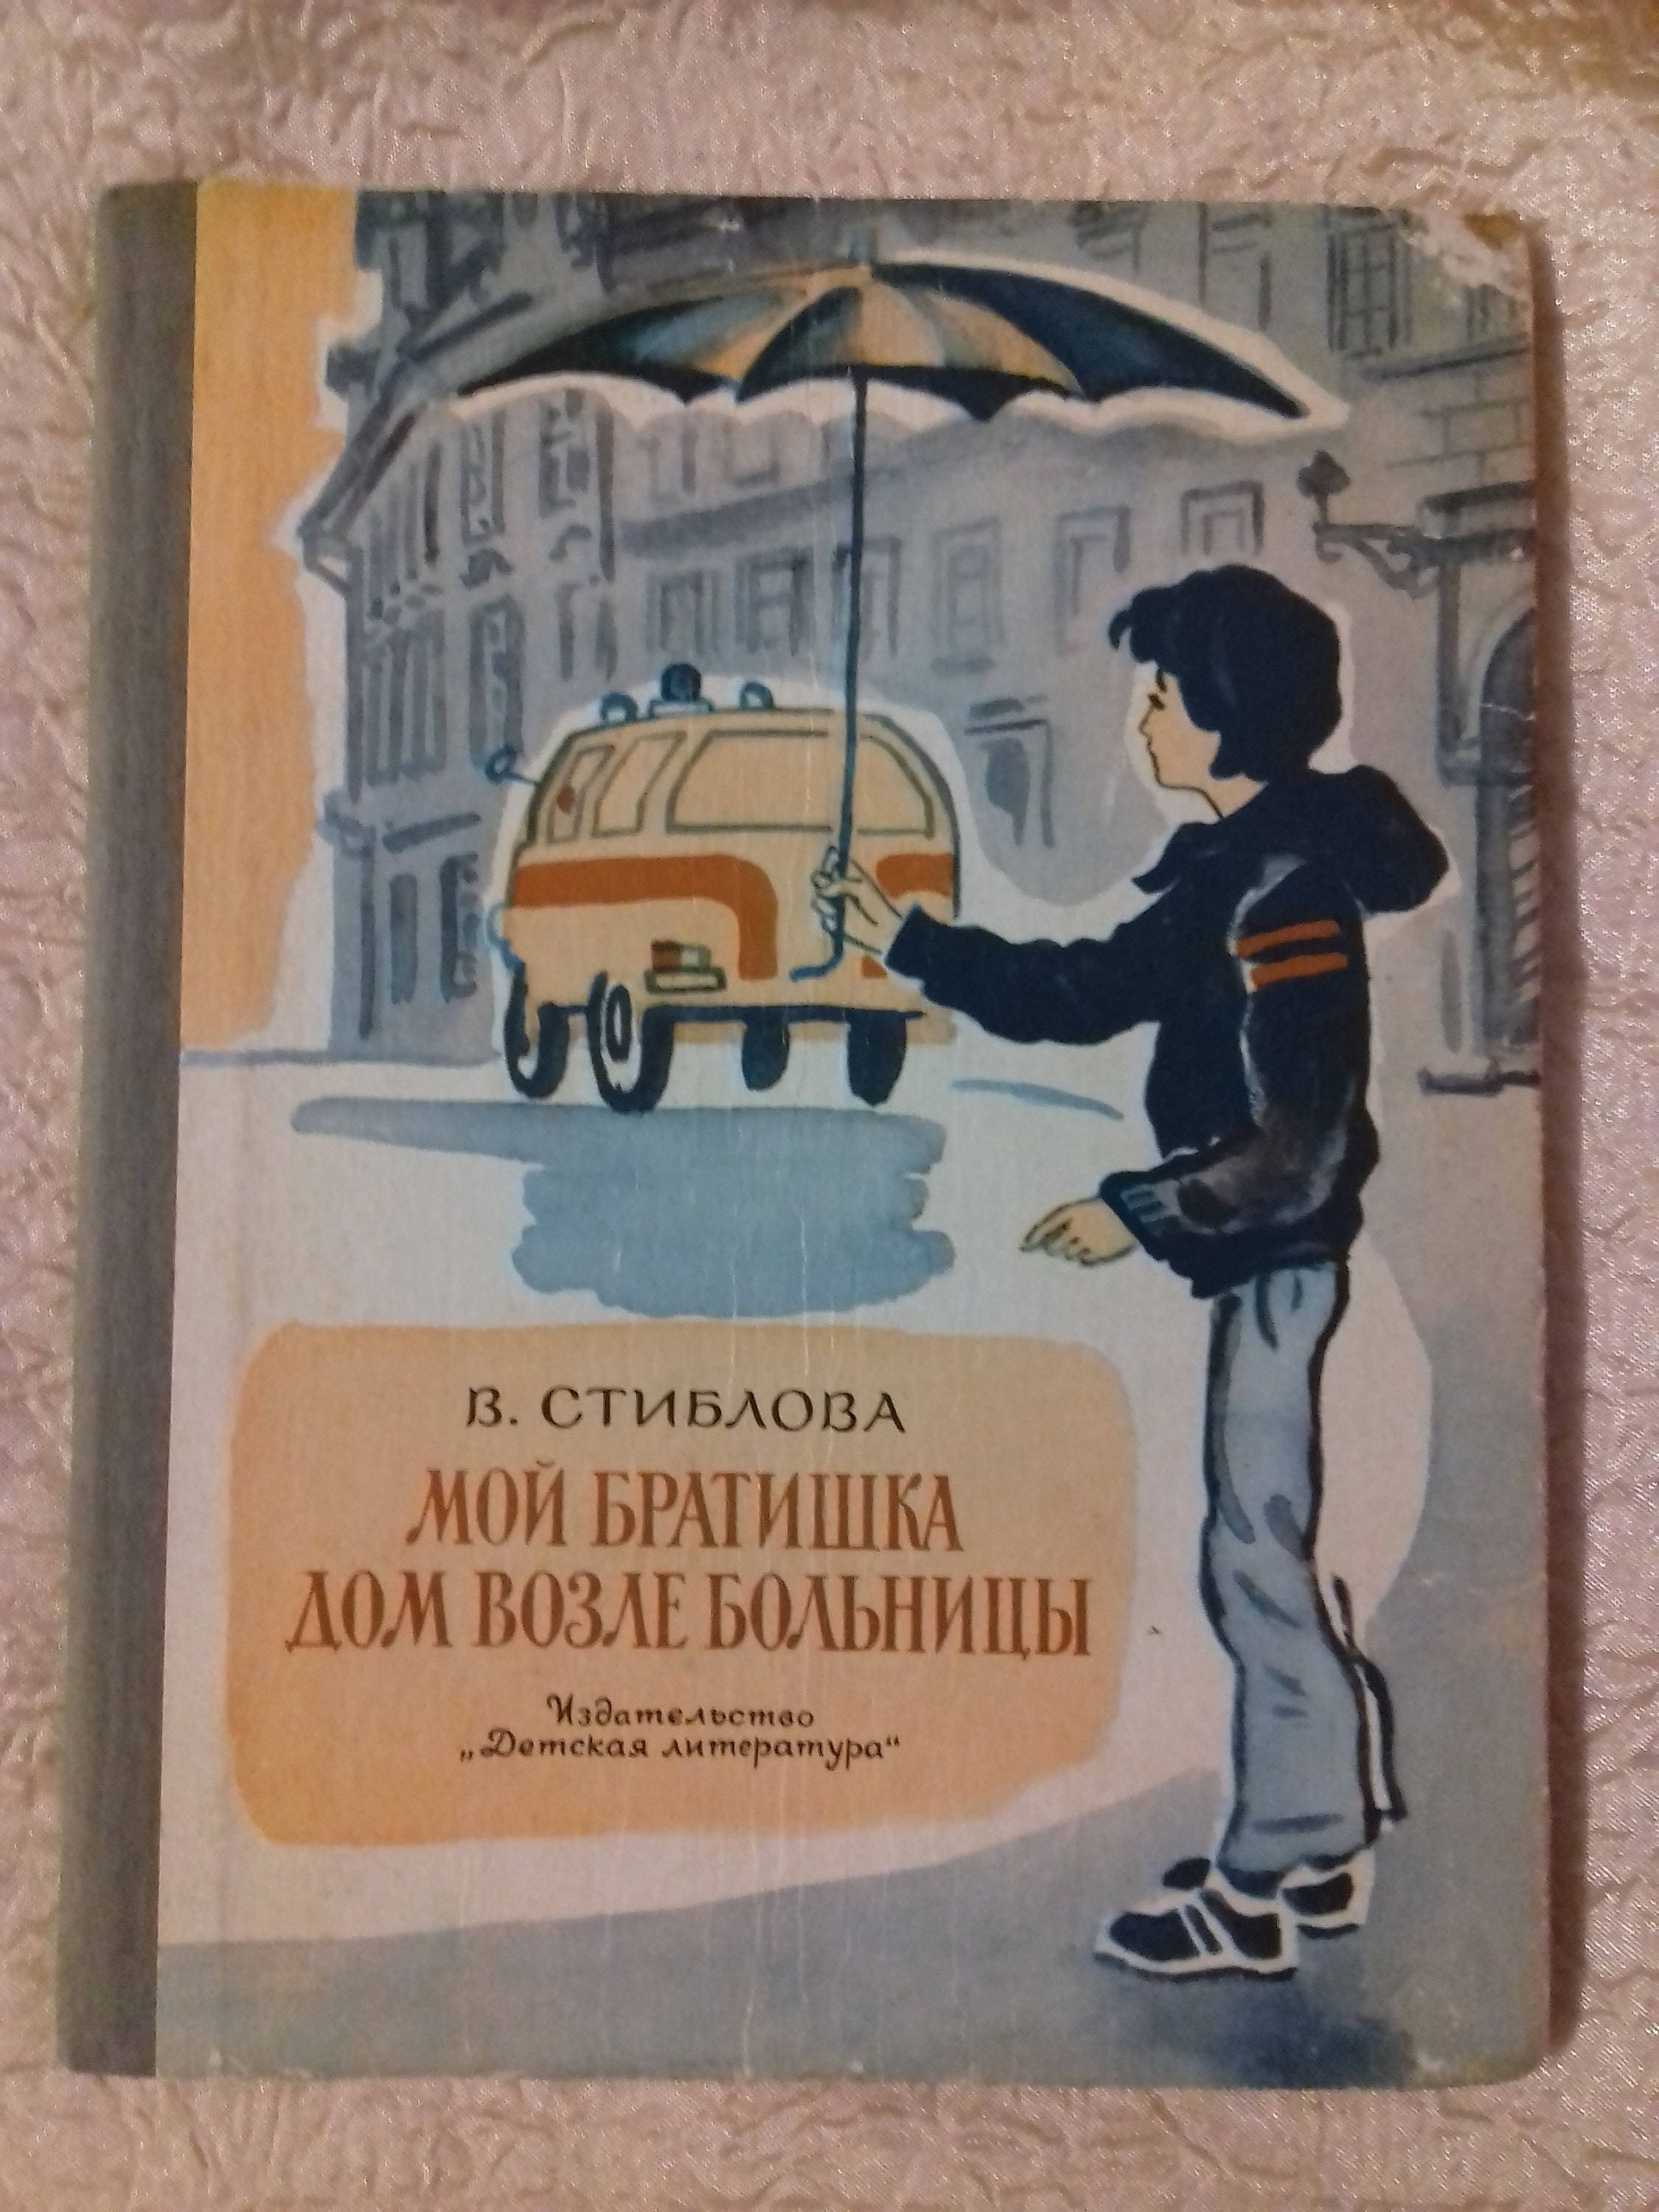 В. СТИБЛОВА
МОЙ БРАТИШКА
ДОМ ВОЗЛЕ БОЛЬНИЦЫ
Издательство
„Детская литература“